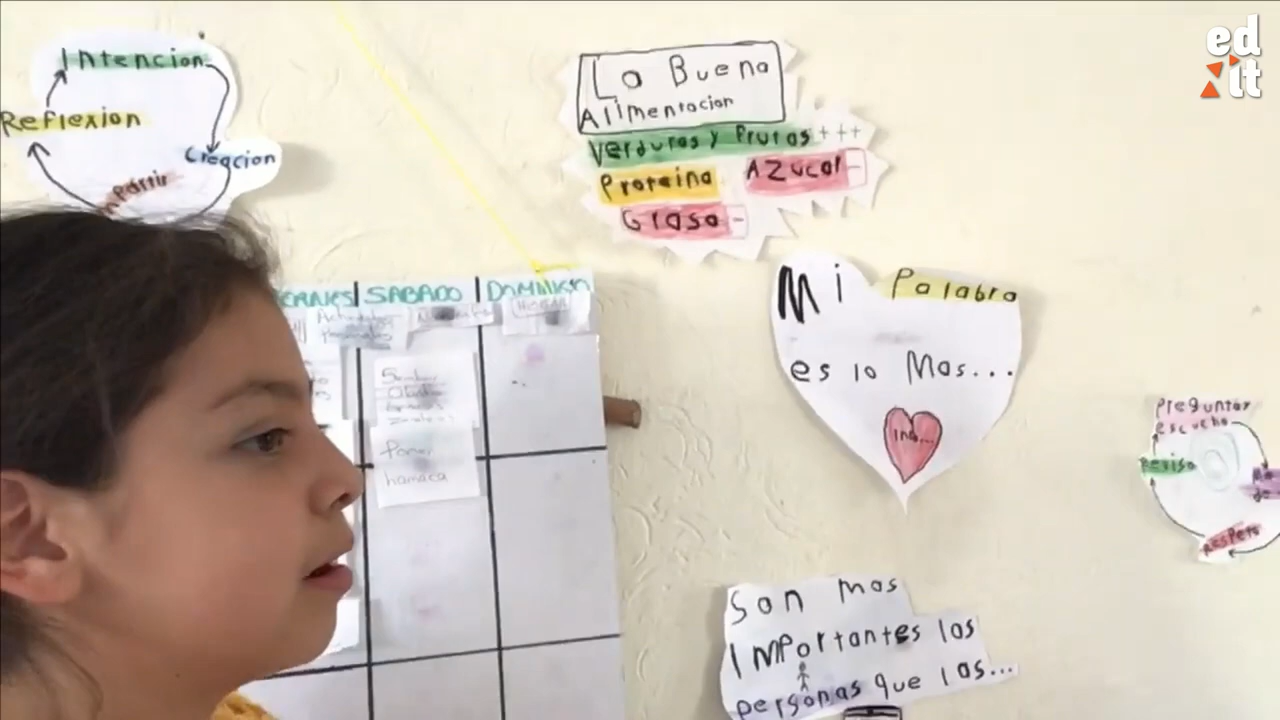 ed
it
Intencion
Reflexion
Creacion
La Buena
Alimentacion
Verduras y Frutas +++
Proteina
Azucar -
Grasa -
SABADO
DOMINGO
Poner
hamaca
Mi Palabra
es lo Mas...
Preguntar
escucho
Reviso
Respeto
Son mas
Importantes las
personas que las...